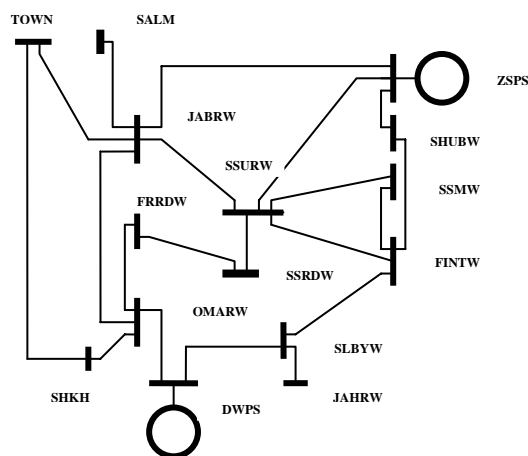 TOWN
SALM
ZSPS
JABRW
SHUBW
SSURW
SSMW
FRRDW
FINTW
SSRDW
OMARW
SLBYW
SHKH
JAHRW
DWPS